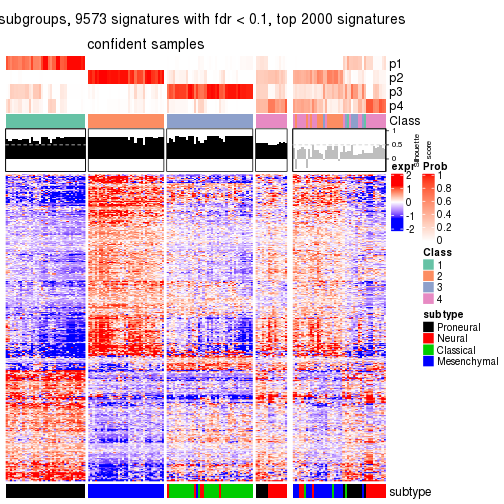 subgroups, 9573 signatures with fdr < 0.1, top 2000 signatures
confident samples
p1
p2
p3
p4
Class
1
0.5
0
Silhouette
score
expr
2
1
0
-1
-2
Prob
1
0.8
0.6
0.4
0.2
0
Class
1
2
3
4
subtype
Proneural
Neural
Classical
Mesenchymal
subtype